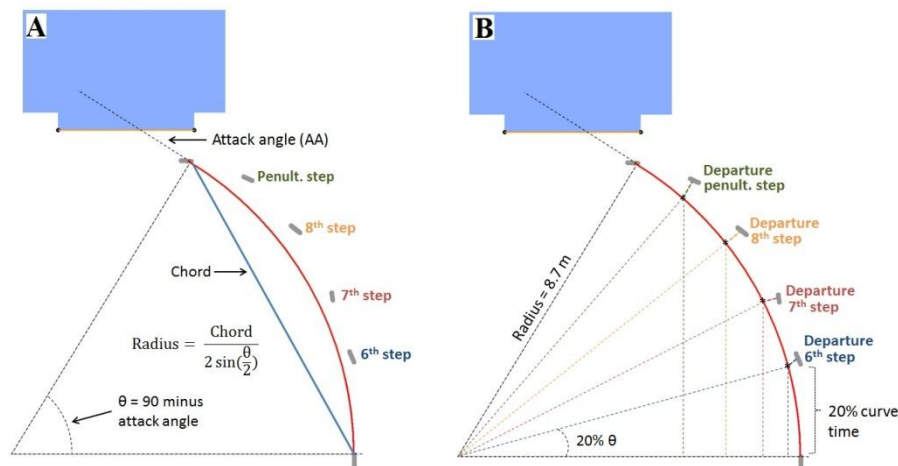 A
Attack angle (AA)
Penult. step
8th step
7th step
6th step
Chord
Radius = Chord / 2 sin(θ/2)
θ = 90 minus
attack angle
B
Departure
penult. step
Departure
8th step
Departure
7th step
Departure
6th step
Radius = 8.7 m
20% θ
20% curve
time